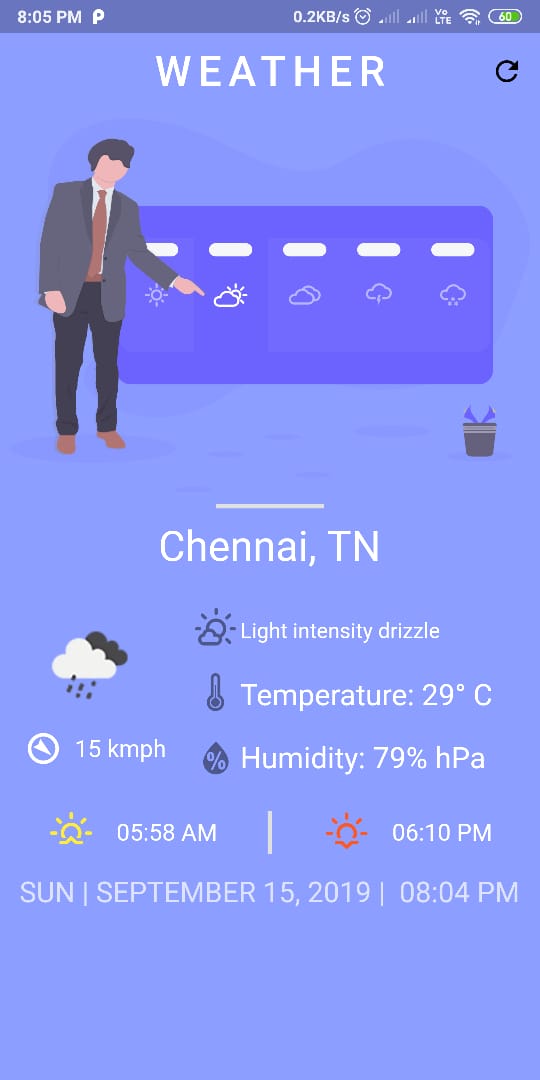 8:05 PM P 0.2KB/s Vo LTE 60
WEATHER
Chennai, TN
Light intensity drizzle
Temperature: 29° C
15 kmph
% Humidity: 79% hPa
05:58 AM | 06:10 PM
SUN | SEPTEMBER 15, 2019 | 08:04 PM